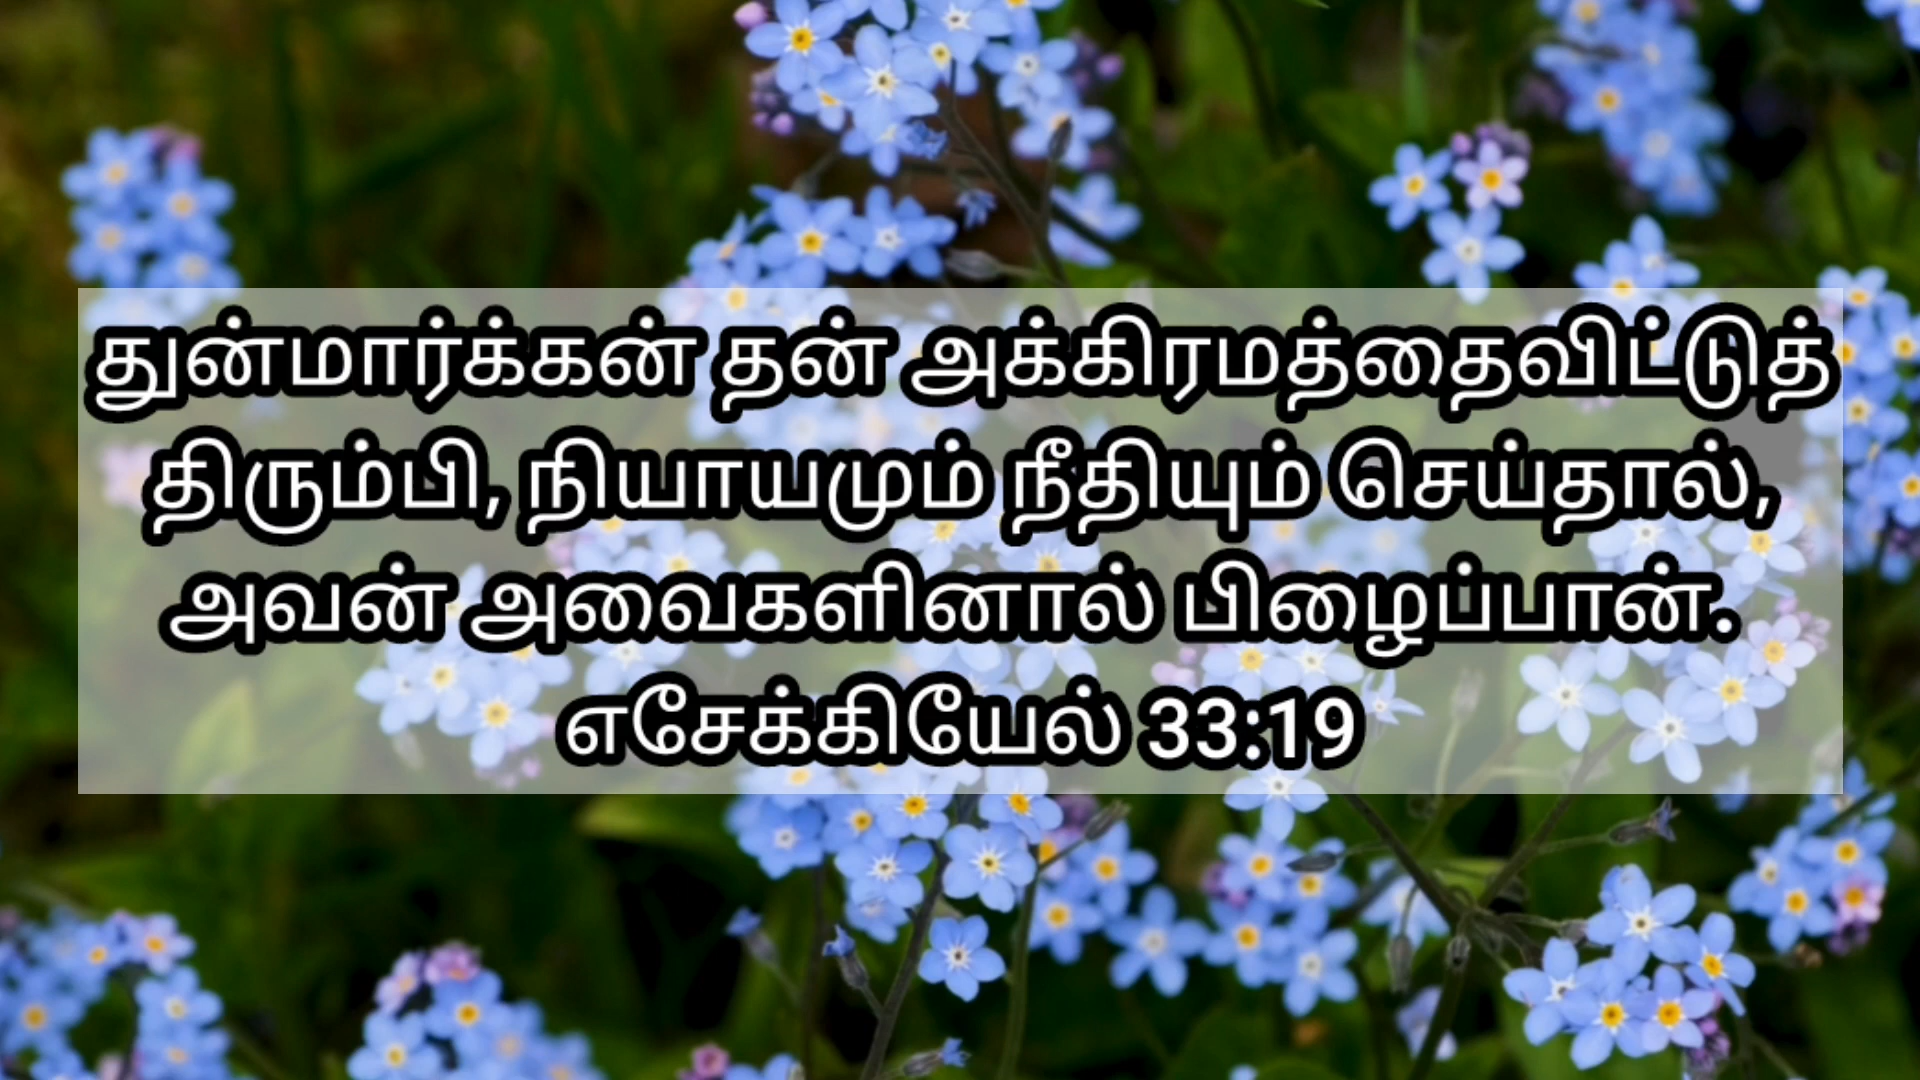 துன்மார்க்கன் தன் அக்கிரமத்தைவிட்டுத்
திரும்பி, நியாயமும் நீதியும் செய்தால்,
அவன் அவைகளினால் பிழைப்பான்.
எசேக்கியேல் 33:19